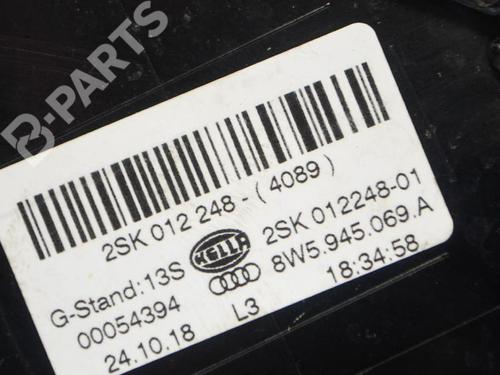 B-PARTS
2SK 012 248-(4089)
G-Stand: 13S HELLA 2SK 012248-01
00054394 8W5.945.069.A
24.10.18 L3 18:34:58